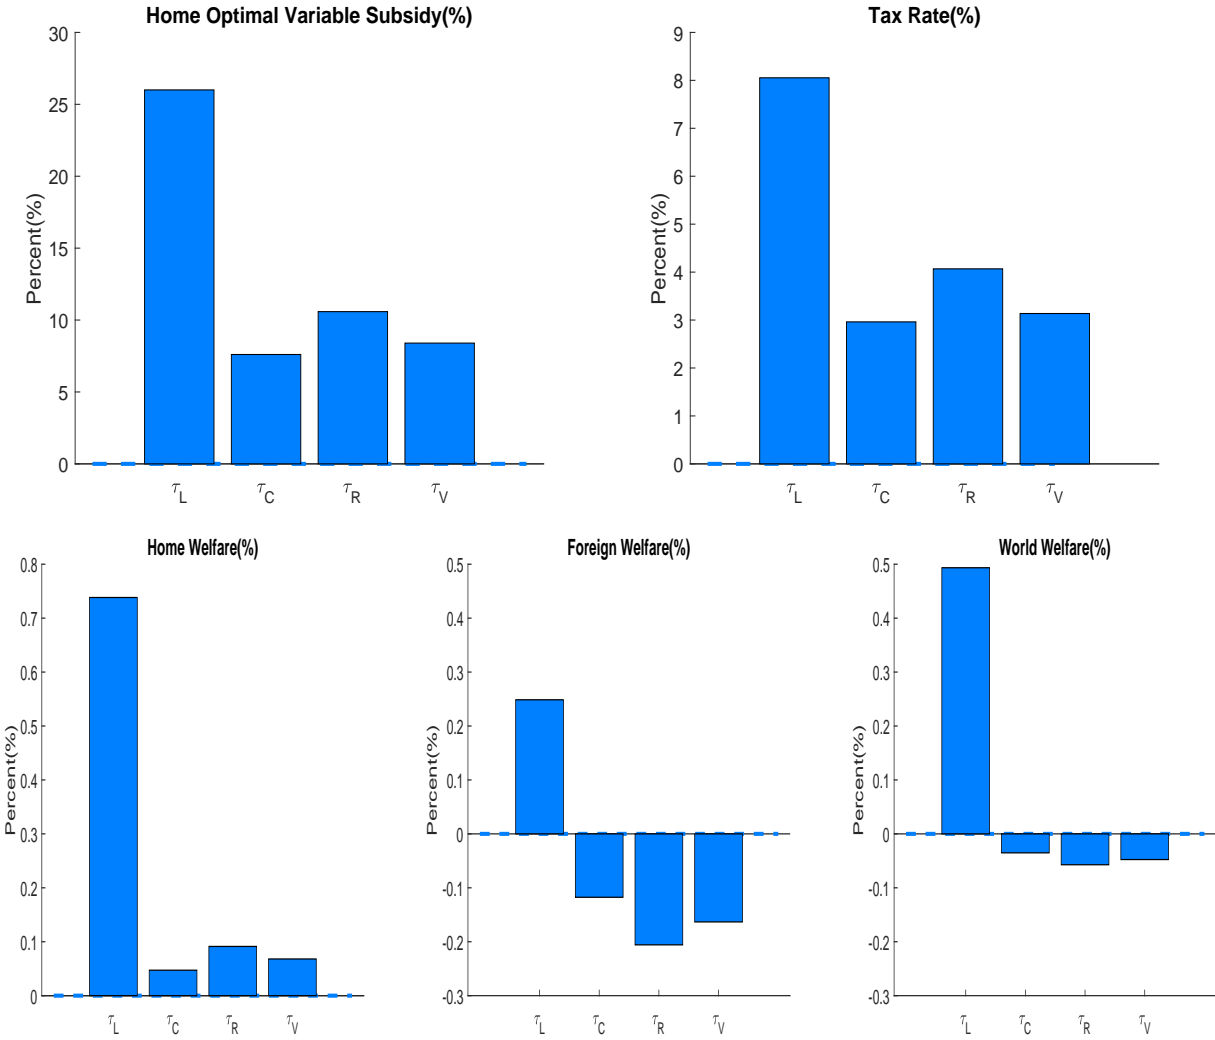 Home Optimal Variable Subsidy(%)
Percent(%)
30
25
20
15
10
5
0
τL τC τR τV
Tax Rate(%)
Percent(%)
9
8
7
6
5
4
3
2
1
0
τL τC τR τV
Home Welfare(%)
Percent(%)
0.8
0.7
0.6
0.5
0.4
0.3
0.2
0.1
0
τL τC τR τV
Foreign Welfare(%)
Percent(%)
0.5
0.4
0.3
0.2
0.1
0
-0.1
-0.2
-0.3
τL τC τR τV
World Welfare(%)
Percent(%)
0.5
0.4
0.3
0.2
0.1
0
-0.1
-0.2
-0.3
τL τC τR τV